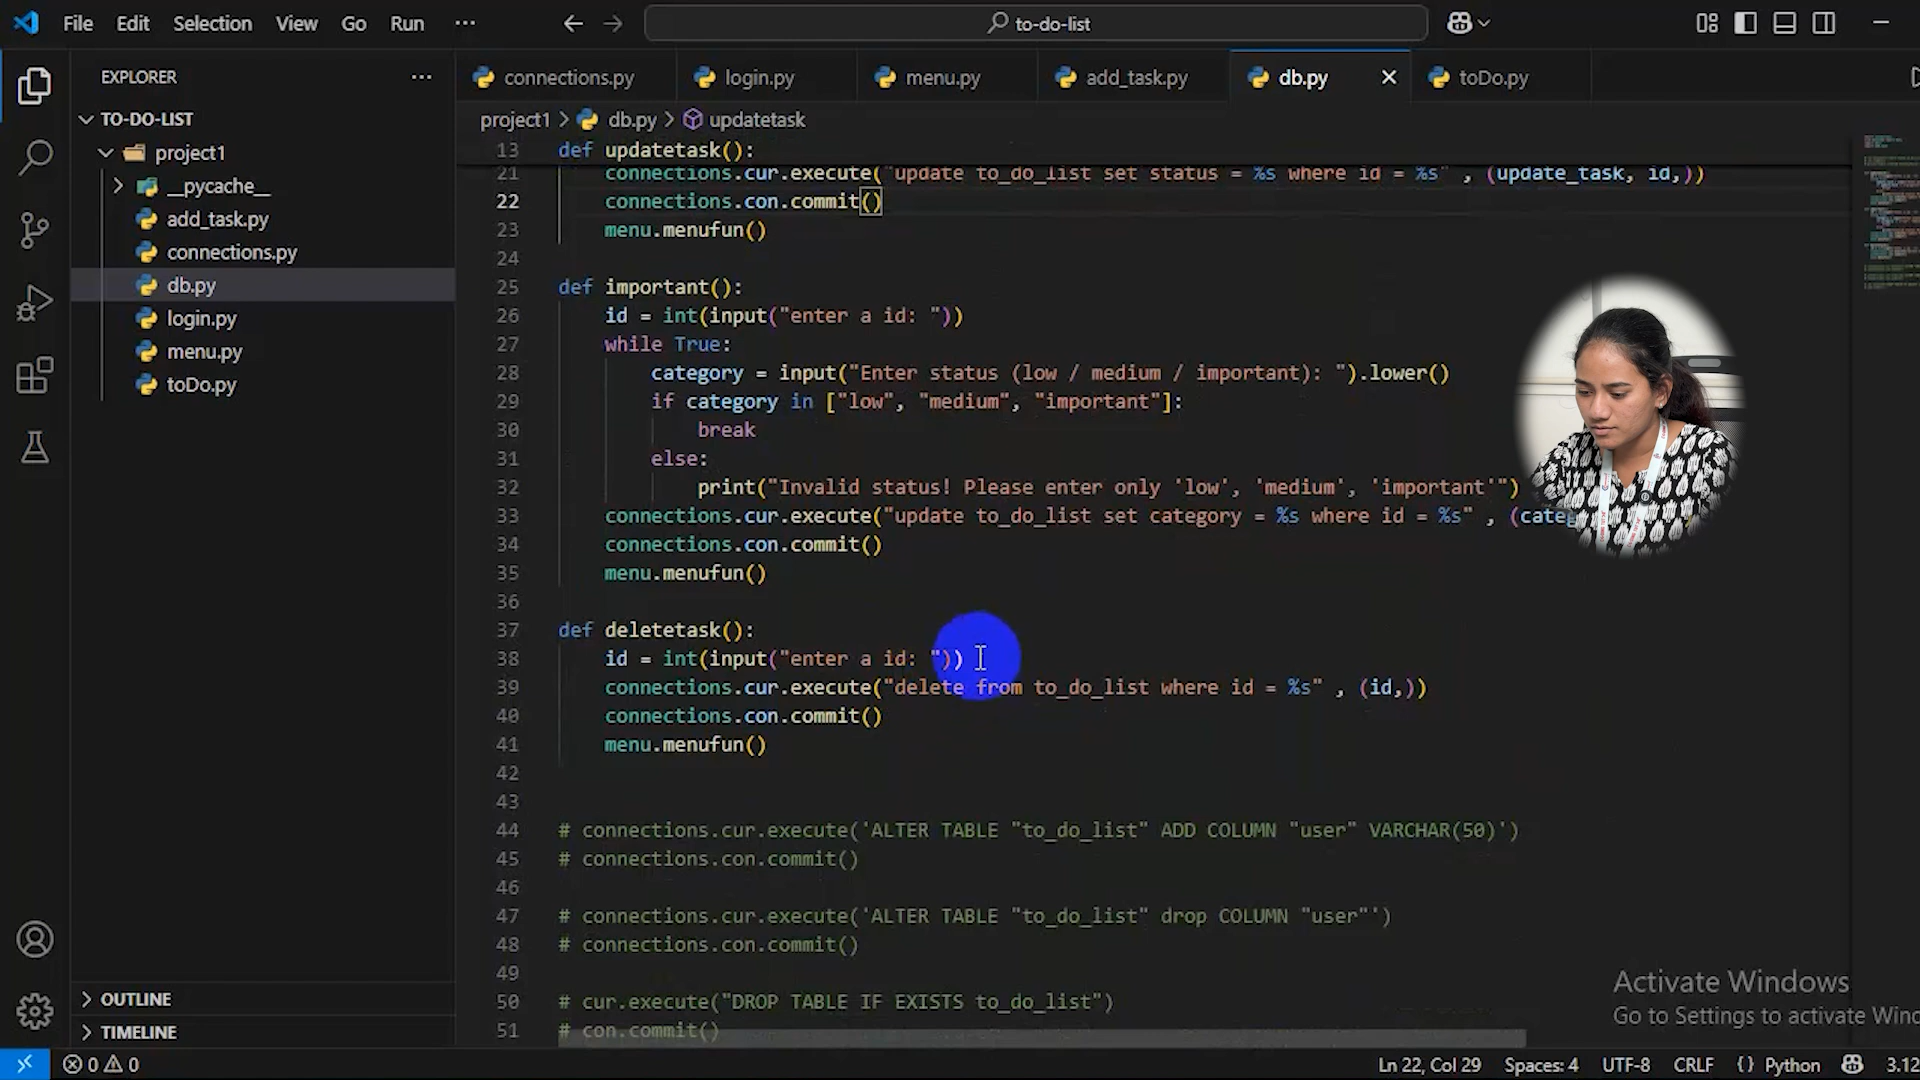 File Edit Selection View Go Run ...
to-do-list
EXPLORER ...
connections.py login.py menu.py add_task.py db.py toDo.py
TO-DO-LIST
project1 > db.py > updatetask
project1
__pycache__
add_task.py
connections.py
db.py
login.py
menu.py
toDo.py
13 def updatetask():
21 connections.cur.execute("update to_do_list set status = %s where id = %s" , (update_task, id,))
22 connections.con.commit()
23 menu.menufun()
24
25 def important():
26 id = int(input("enter a id: "))
27 while True:
28 category = input("Enter status (low / medium / important): ").lower()
29 if category in ["low", "medium", "important"]:
30 break
31 else:
32 print("Invalid status! Please enter only 'low', 'medium', 'important'")
33 connections.cur.execute("update to_do_list set category = %s where id = %s" ,
34 connections.con.commit()
35 menu.menufun()
36
37 def deletetask():
38 id = int(input("enter a id: "))
39 connections.cur.execute("delete from to_do_list where id = %s" , (id,))
40 connections.con.commit()
41 menu.menufun()
42
43
44 # connections.cur.execute('ALTER TABLE "to_do_list" ADD COLUMN "user" VARCHAR(50)')
45 # connections.con.commit()
46
47 # connections.cur.execute('ALTER TABLE "to_do_list" drop COLUMN "user"')
48 # connections.con.commit()
49
50 # cur.execute("DROP TABLE IF EXISTS to_do_list")
51 # con.commit()
OUTLINE
TIMELINE
Activate Windows
Go to Settings to activate
0 0
Ln 22, Col 29 Spaces: 4 UTF-8 CRLF {} Python 3.12